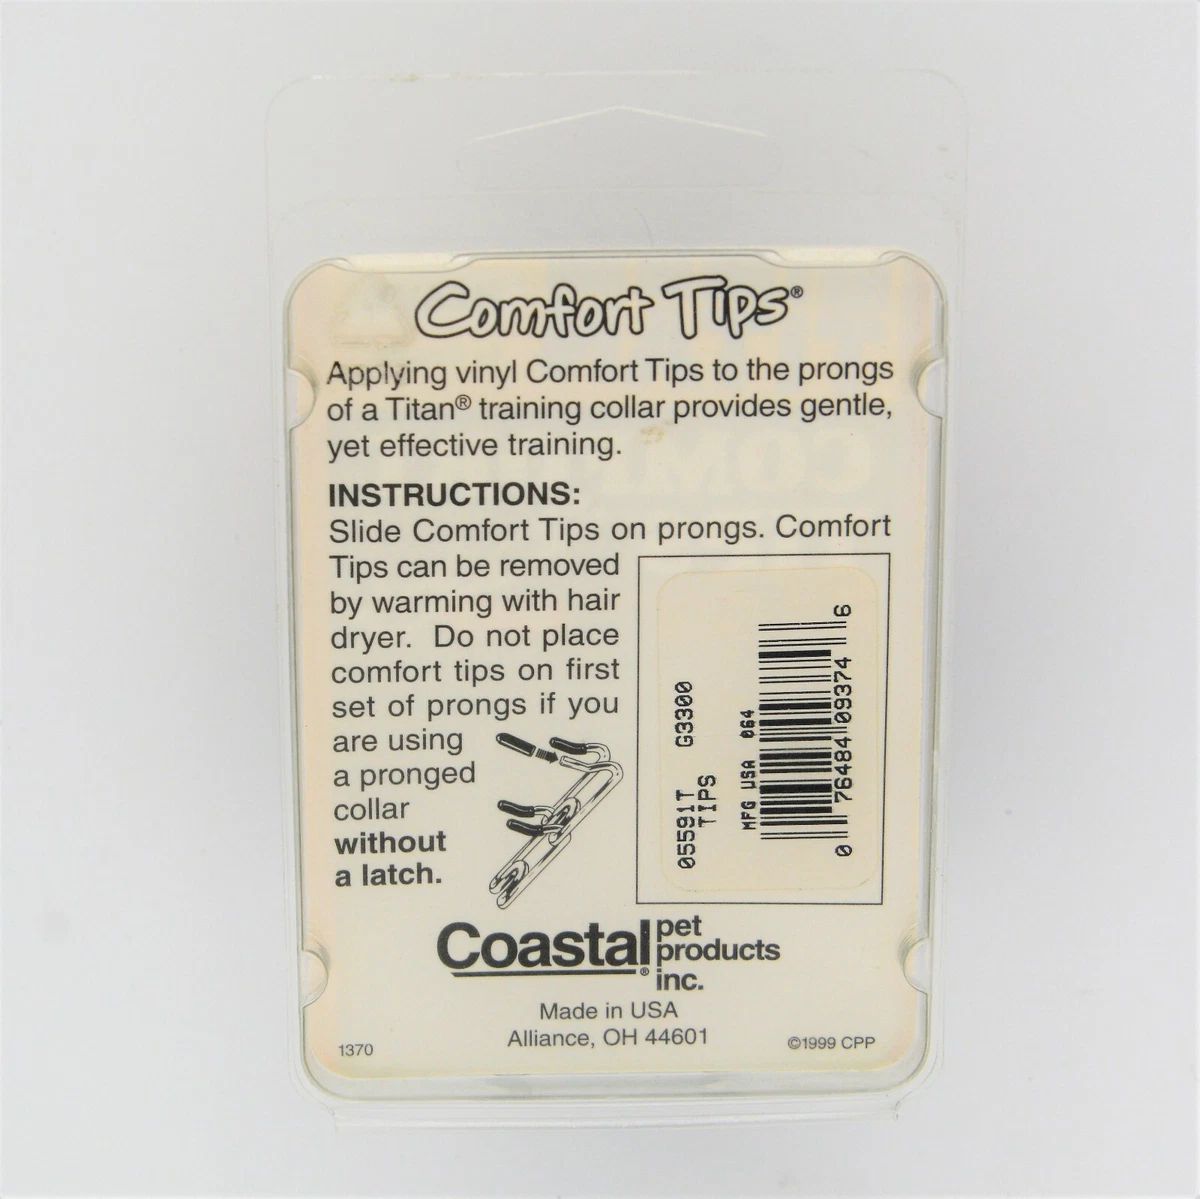 Comfort Tips®
Applying vinyl Comfort Tips to the prongs
of a Titan® training collar provides gentle,
yet effective training.
INSTRUCTIONS:
Slide Comfort Tips on prongs. Comfort
Tips can be removed
by warming with hair
dryer. Do not place
comfort tips on first
set of prongs if you
are using
a pronged
collar
without
a latch.
05591T G3300
TIPS
MFG USA 064
0 76484 09374 6
Coastal®
pet
products
inc.
Made in USA
Alliance, OH 44601
1370
©1999 CPP